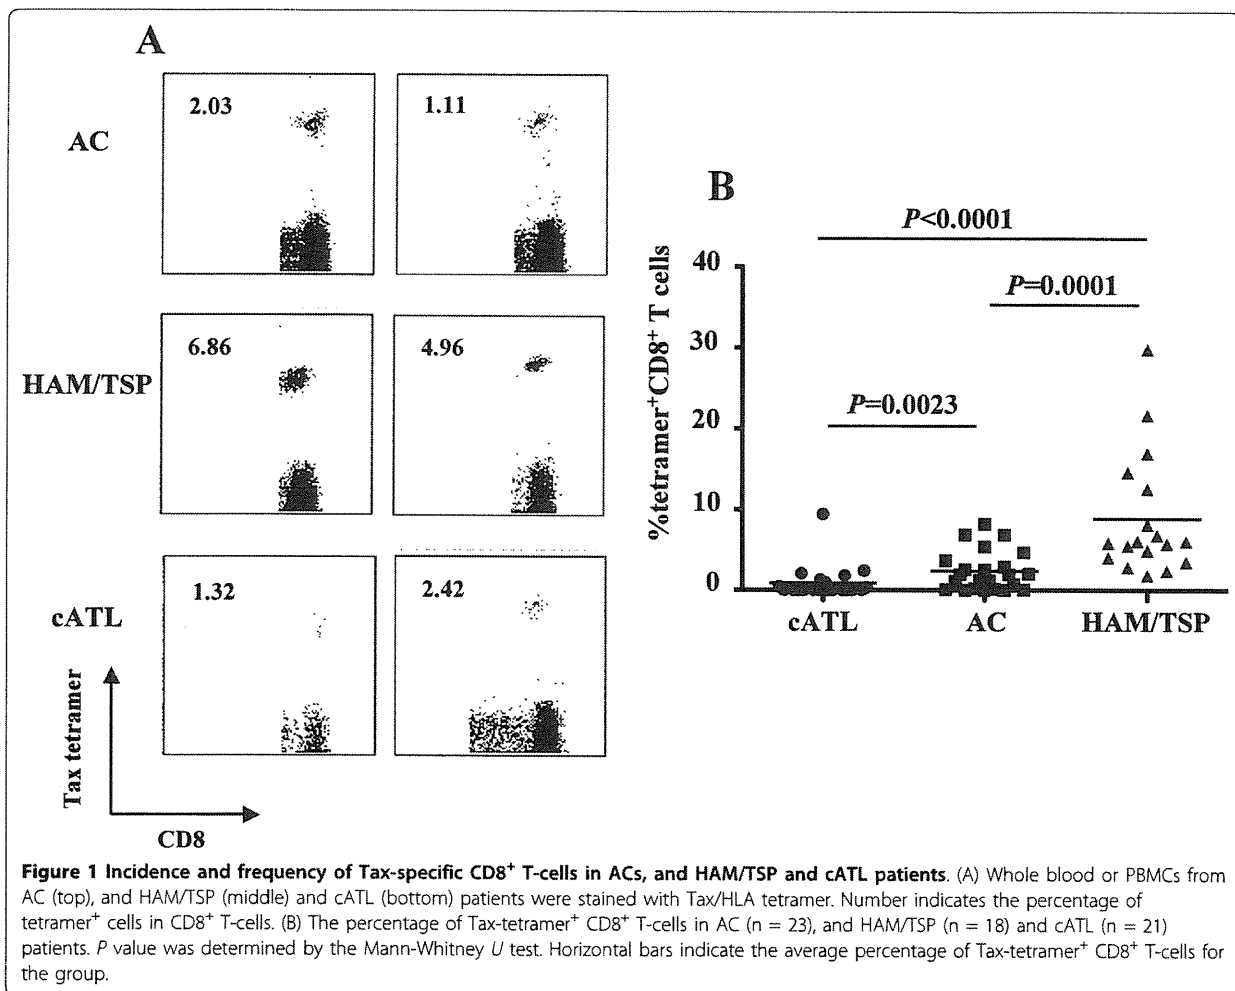 A
AC
2.03
1.11
HAM/TSP
6.86
4.96
cATL
1.32
2.42
Tax tetramer
CD8
B
%tetramer⁺CD8⁺ T cells
40
30
20
10
0
P<0.0001
P=0.0001
P=0.0023
cATL
AC
HAM/TSP
Figure 1 Incidence and frequency of Tax-specific CD8⁺ T-cells in ACs, and HAM/TSP and cATL patients. (A) Whole blood or PBMCs from
AC (top), and HAM/TSP (middle) and cATL (bottom) patients were stained with Tax/HLA tetramer. Number indicates the percentage of
tetramer⁺ cells in CD8⁺ T-cells. (B) The percentage of Tax-tetramer⁺ CD8⁺ T-cells in AC (n = 23), and HAM/TSP (n = 18) and cATL (n = 21)
patients. P value was determined by the Mann-Whitney U test. Horizontal bars indicate the average percentage of Tax-tetramer⁺ CD8⁺ T-cells for
the group.